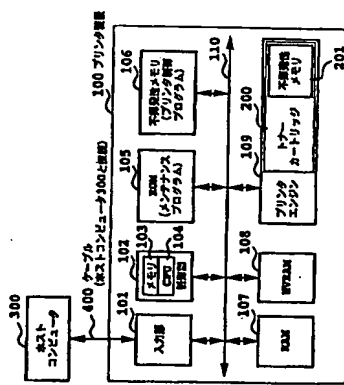 300
ホスト
コンピュータ
400 ケーブル
(ホストコンピュータ300と接続)
100 プリンタ装置
101
入力部
102
103
メモリ
CPU
104
制御部
105
ROM
(メンテナンス
プログラム)
106
不揮発性メモリ
(プリンタ制御
プログラム)
110
107
RAM
108
NVRAM
109
プリンタ
エンジン
200
トナー
カートリッジ
不揮発性
メモリ
201